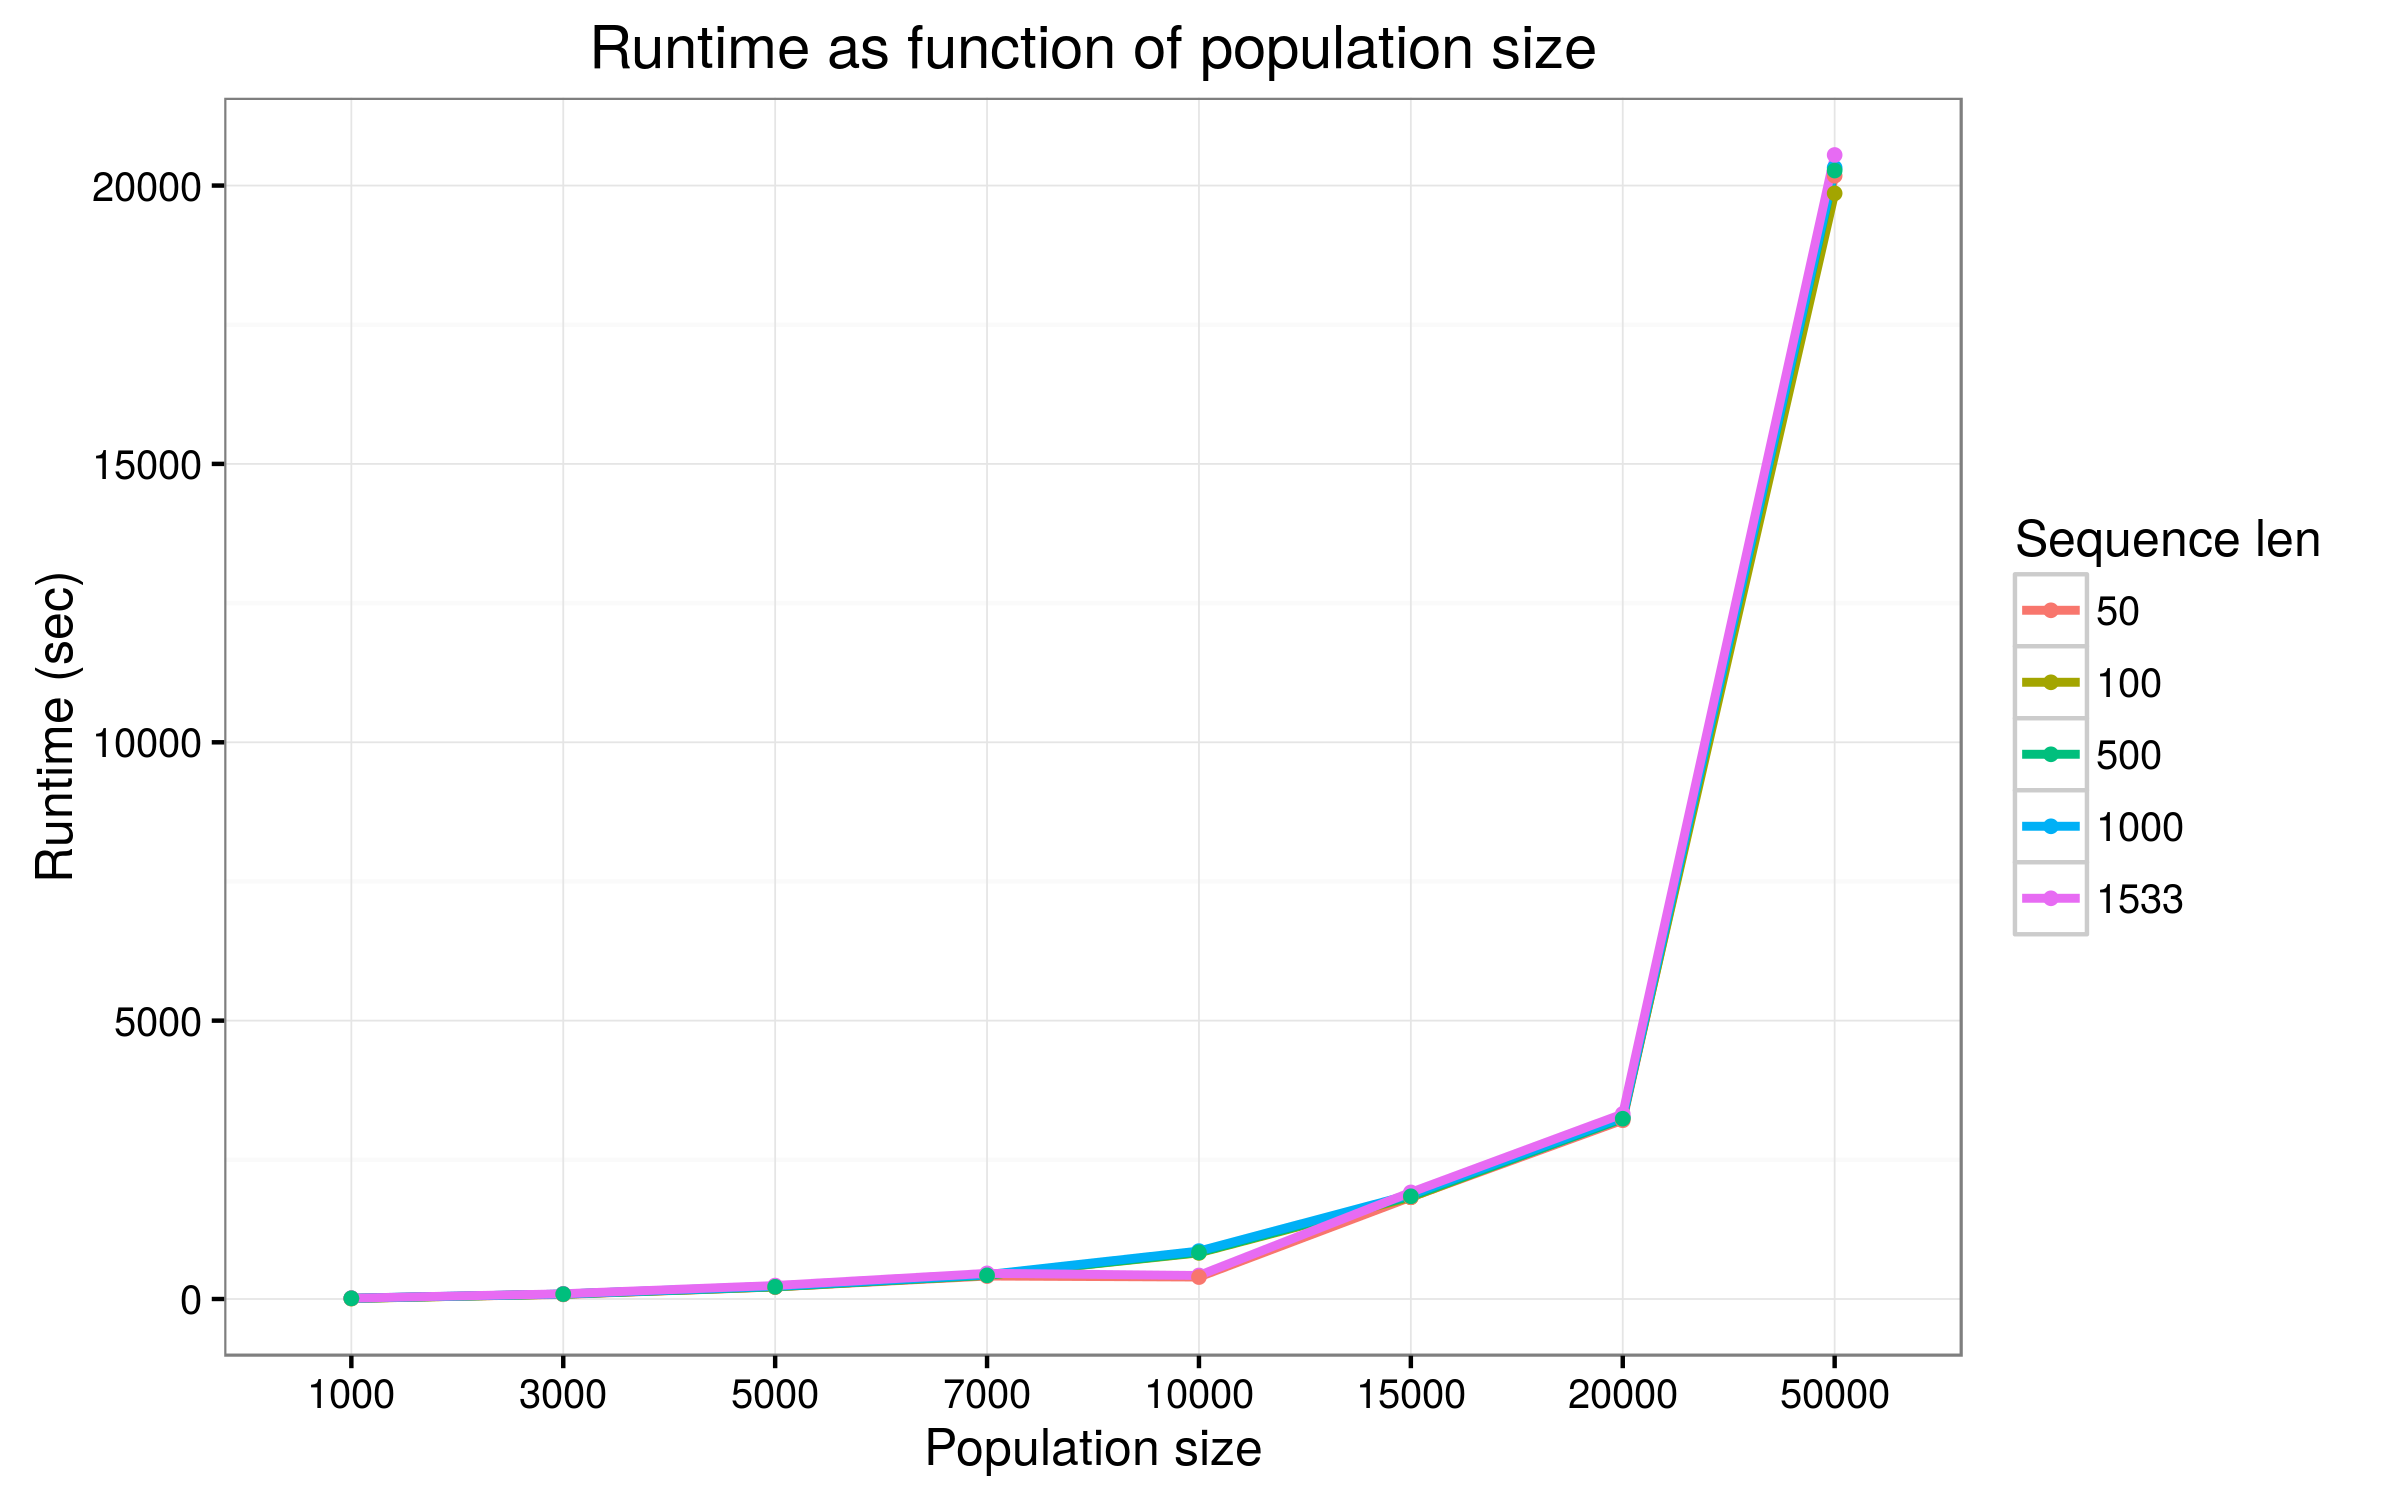 Runtime as function of population size
20000
15000
10000
5000
0
Runtime (sec)
1000 3000 5000 7000 10000 15000 20000 50000
Population size
Sequence len
50
100
500
1000
1533